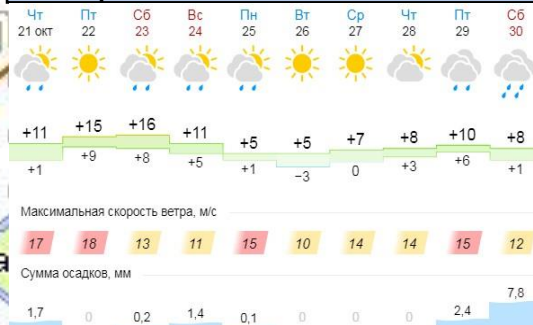 Чт Пт Сб Вс Пн Вт Ср Чт Пт Сб
21 окт 22 23 24 25 26 27 28 29 30
+11 +15 +16 +11 +5 +5 +7 +8 +10 +8
+1 +9 +8 +5 +1 −3 0 +3 +6 +1
Максимальная скорость ветра, м/с
17 18 13 11 15 10 14 14 15 12
Сумма осадков, мм
1,7 0 0,2 1,4 0,1 0 0 0 2,4 7,8